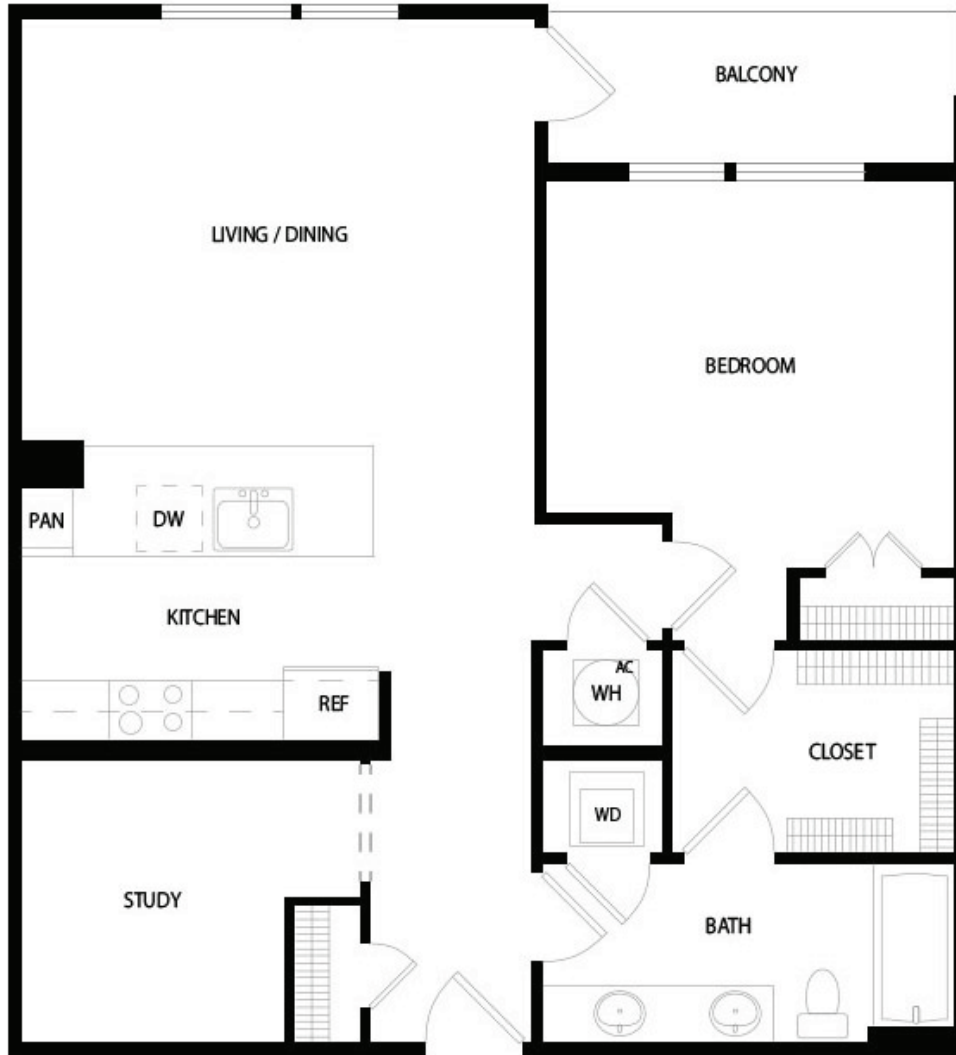 BALCONY
LIVING / DINING
BEDROOM
PAN
DW
KITCHEN
AC
WH
REF
CLOSET
WD
STUDY
BATH